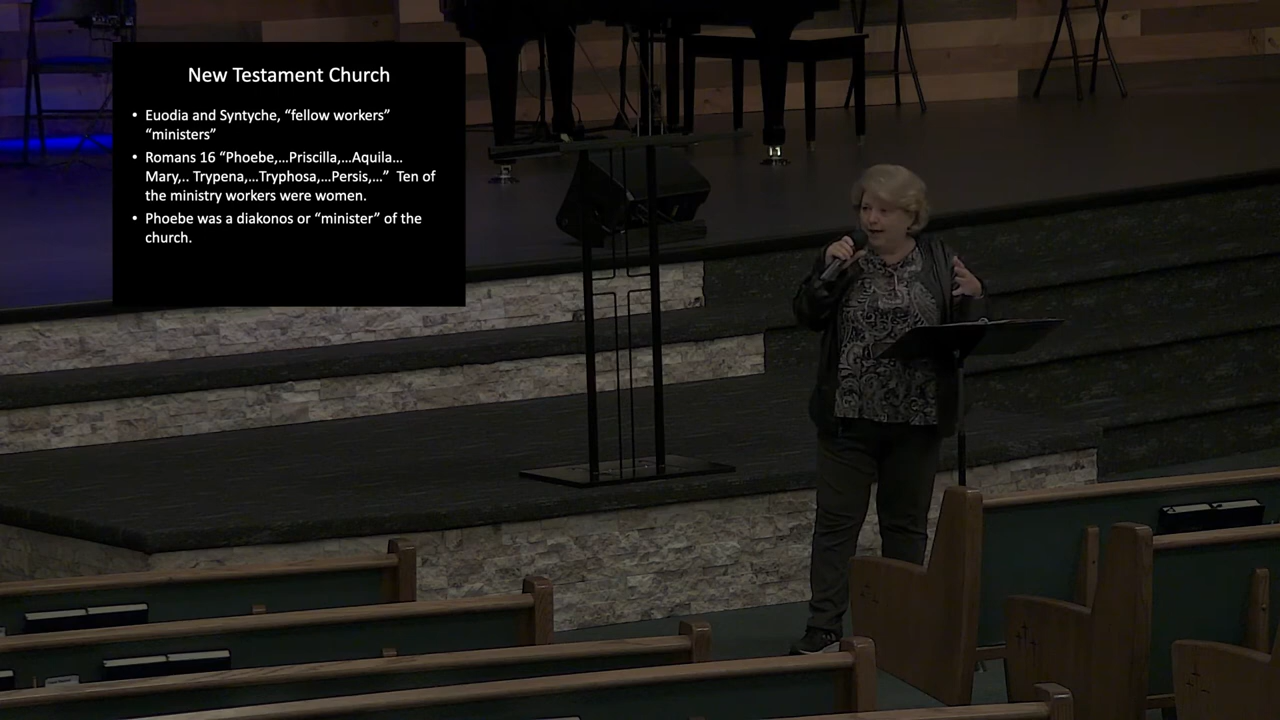 New Testament Church
• Euodia and Syntyche, “fellow workers”
“ministers”
• Romans 16 “Phoebe,...Priscilla,...Aquila...
Mary,.. Trypena,...Tryphosa,...Persis,...” Ten of
the ministry workers were women.
• Phoebe was a diakonos or “minister” of the
church.